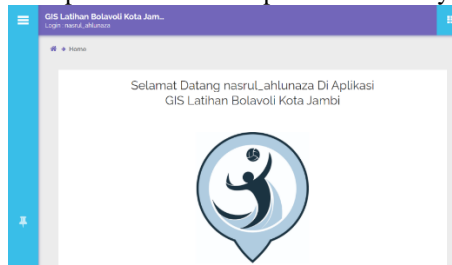 GIS Latihan Bolavoli Kota Jam...
Login : nasrul_ahlunaza
Home
Selamat Datang nasrul_ahlunaza Di Aplikasi
GIS Latihan Bolavoli Kota Jambi